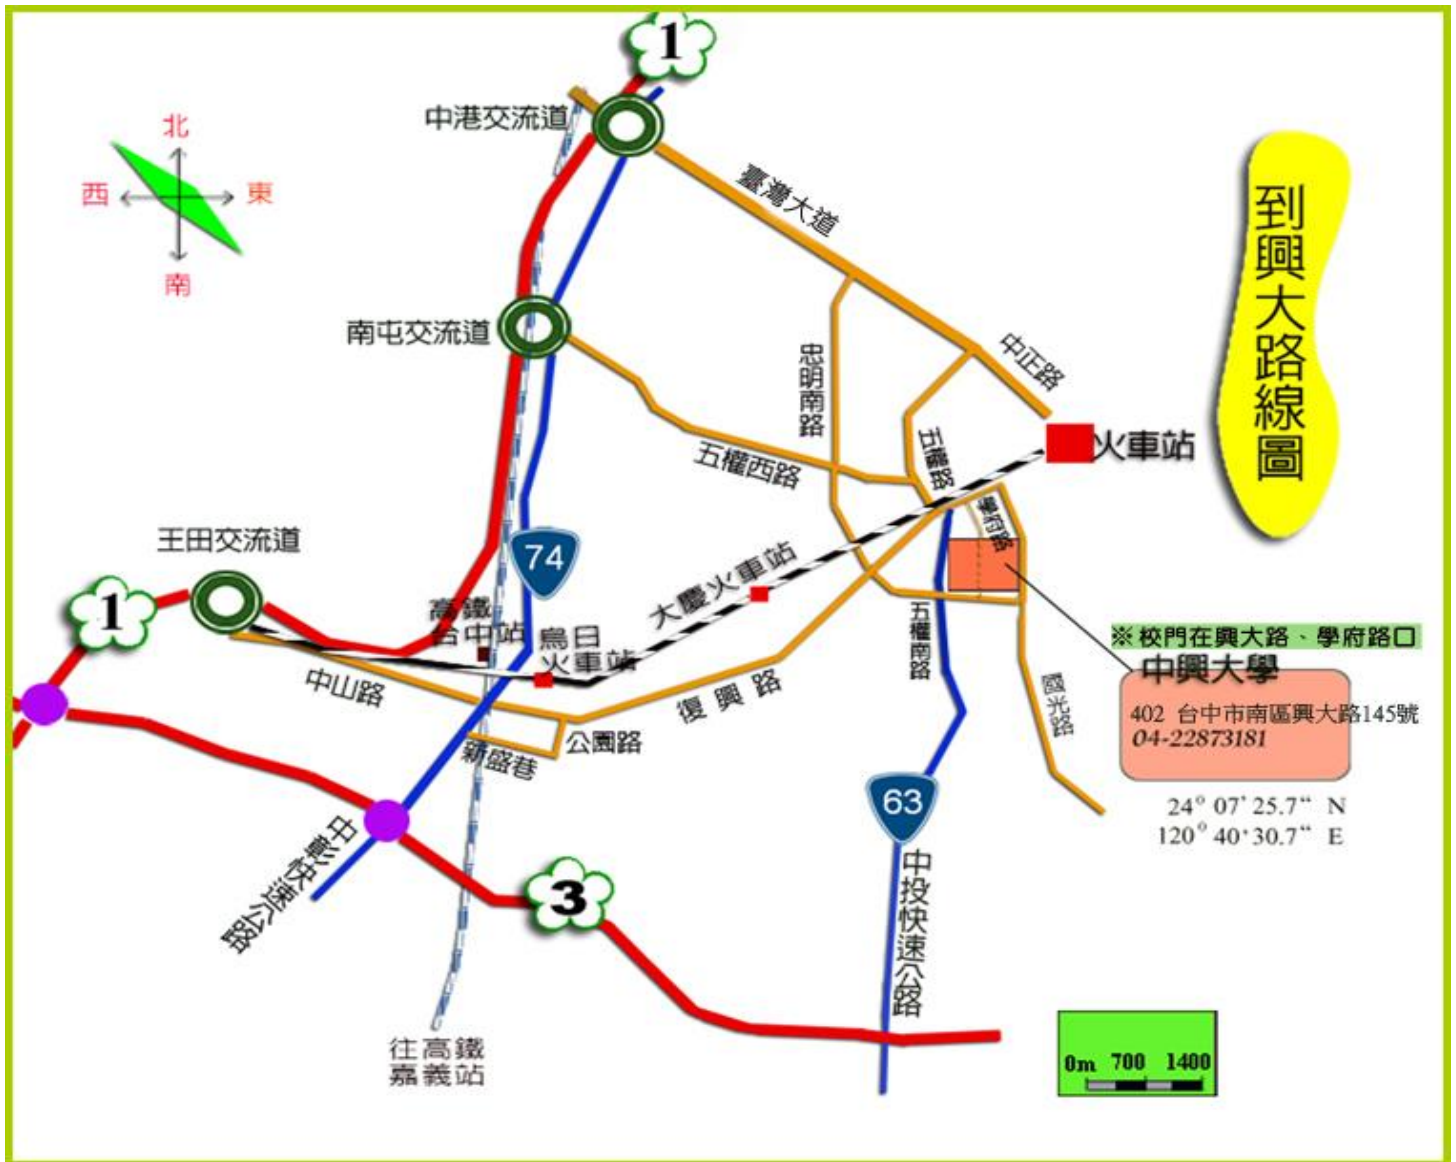 1
中港交流道
北
西
東
南
臺灣大道
到興大路線圖
南屯交流道
忠明南路
中正路
五權西路
五權路
火車站
學府路
王田交流道
74
大慶火車站
1
高鐵
台中站
烏日
火車站
五權南路
※校門在興大路、學府路口
中興大學
402 台中市南區興大路145號
04-22873181
中山路
復興路
國光路
新盛巷
公園路
63
24° 07' 25.7“ N
120° 40' 30.7“ E
中彰快速公路
3
中投快速公路
往高鐵
嘉義站
0m 700 1400